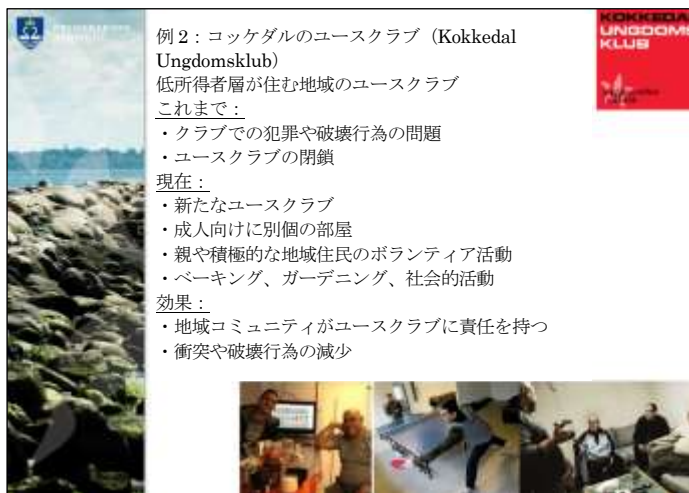 例 2：コッケダルのユースクラブ（Kokkedal
Ungdomsklub）
低所得者層が住む地域のユースクラブ
これまで：
・クラブでの犯罪や破壊行為の問題
・ユースクラブの閉鎖
現在：
・新たなユースクラブ
・成人向けに別個の部屋
・親や積極的な地域住民のボランティア活動
・ベーキング、ガーデニング、社会的活動
効果：
・地域コミュニティがユースクラブに責任を持つ
・衝突や破壊行為の減少
KOKKEDAL
UNGDOMS
KLUB